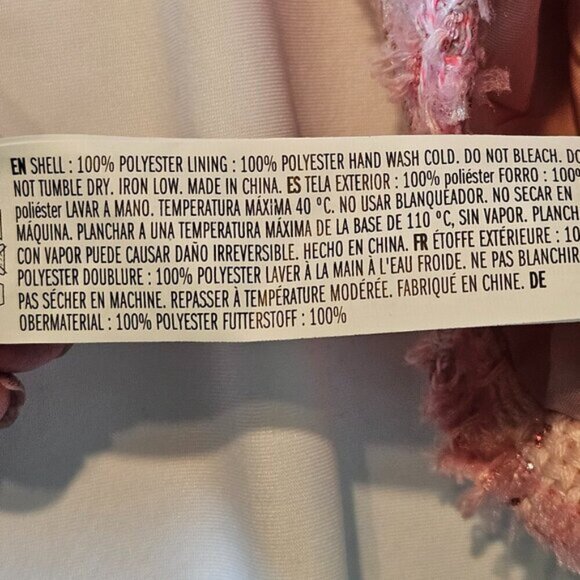 EN SHELL : 100% POLYESTER LINING : 100% POLYESTER HAND WASH COLD. DO NOT BLEACH. DO
NOT TUMBLE DRY. IRON LOW. MADE IN CHINA. ES TELA EXTERIOR : 100% poliéster FORRO : 100%
poliéster LAVAR A MANO. TEMPERATURA MÁXIMA 40 ºC. NO USAR BLANQUEADOR. NO SECAR EN
MÁQUINA. PLANCHAR A UNA TEMPERATURA MÁXIMA DE LA BASE DE 110 ºC, SIN VAPOR. PLANCH
CON VAPOR PUEDE CAUSAR DAÑO IRREVERSIBLE. HECHO EN CHINA. FR ÉTOFFE EXTÉRIEURE : 10
POLYESTER DOUBLURE : 100% POLYESTER LAVER À LA MAIN À L'EAU FROIDE. NE PAS BLANCHIR
PAS SÉCHER EN MACHINE. REPASSER À TEMPÉRATURE MODÉRÉE. FABRIQUÉ EN CHINE. DE
OBERMATERIAL : 100% POLYESTER FUTTERSTOFF : 100%